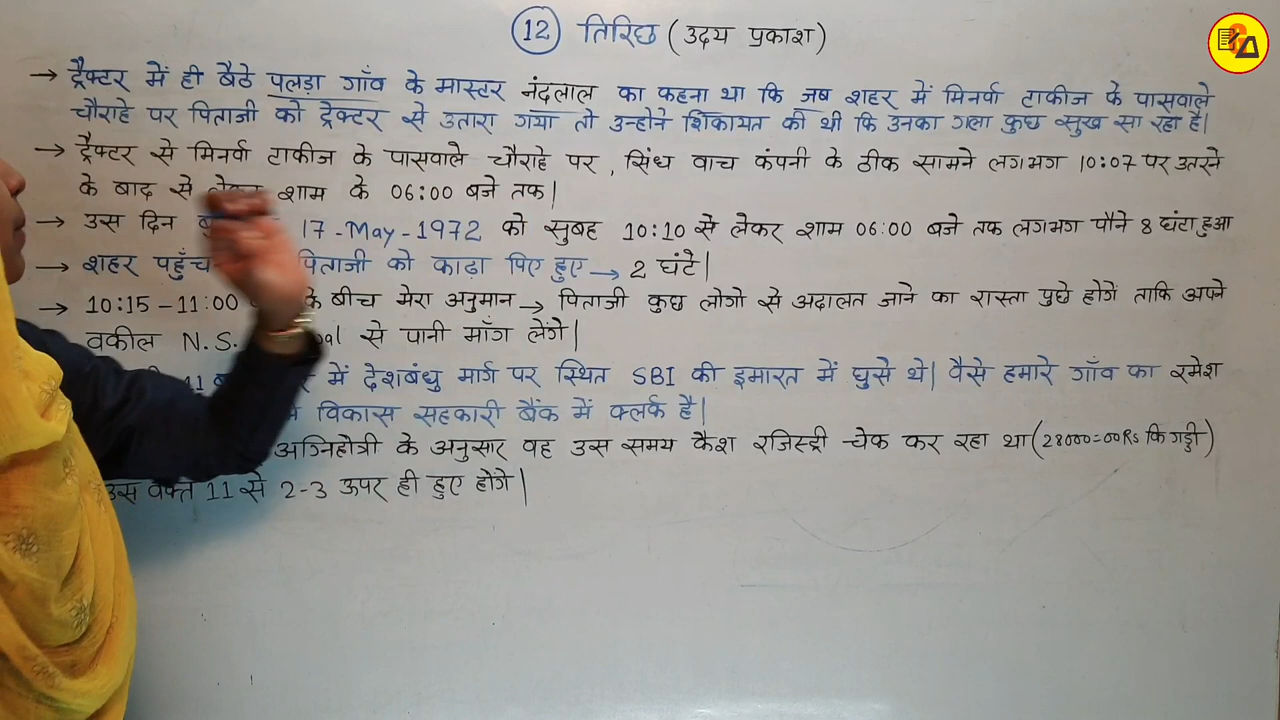 12 तिरिछ (उदय प्रकाश)
→ ट्रैक्टर में ही बैठे पलड़ा गाँव के मास्टर नंदलाल का कहना था कि जब शहर में मिनर्वा टाकीज के पासवाले
चौराहे पर पिताजी को ट्रेक्टर से उतारा गया तो उन्होंने शिकायत की थी कि उनका गला कुछ सुख सा रहा है।
→ ट्रैक्टर से मिनर्वा टाकीज के पासवाले चौराहे पर, सिंध वाच कंपनी के ठीक सामने लगभग 10:07 पर उतरने
के बाद से लेकर शाम के 06:00 बजे तक।
→ उस दिन 17-May-1972 को सुबह 10:10 से लेकर शाम 06:00 बजे तक लगभग पौने 8 घंटा हुआ
→ शहर पहुँच पिताजी को काढ़ा पिए हुए → 2 घंटे।
→ 10:15-11:00 के बीच मेरा अनुमान → पिताजी कुछ लोगो से अदालत जाने का रास्ता पुछे होगें ताकि अपने
वकील N.S. से पानी माँग लेंगे।
11 में देशबंधु मार्ग पर स्थित SBI की इमारत में घुसे थे। वैसे हमारे गाँव का रमेश
विकास सहकारी बैंक में क्लर्क है।
अग्निहोत्री के अनुसार वह उस समय कैश रजिस्ट्री चेक कर रहा था (28000=00Rs कि गड्डी)
उस वक्त 11 से 2-3 ऊपर ही हुए होगे।